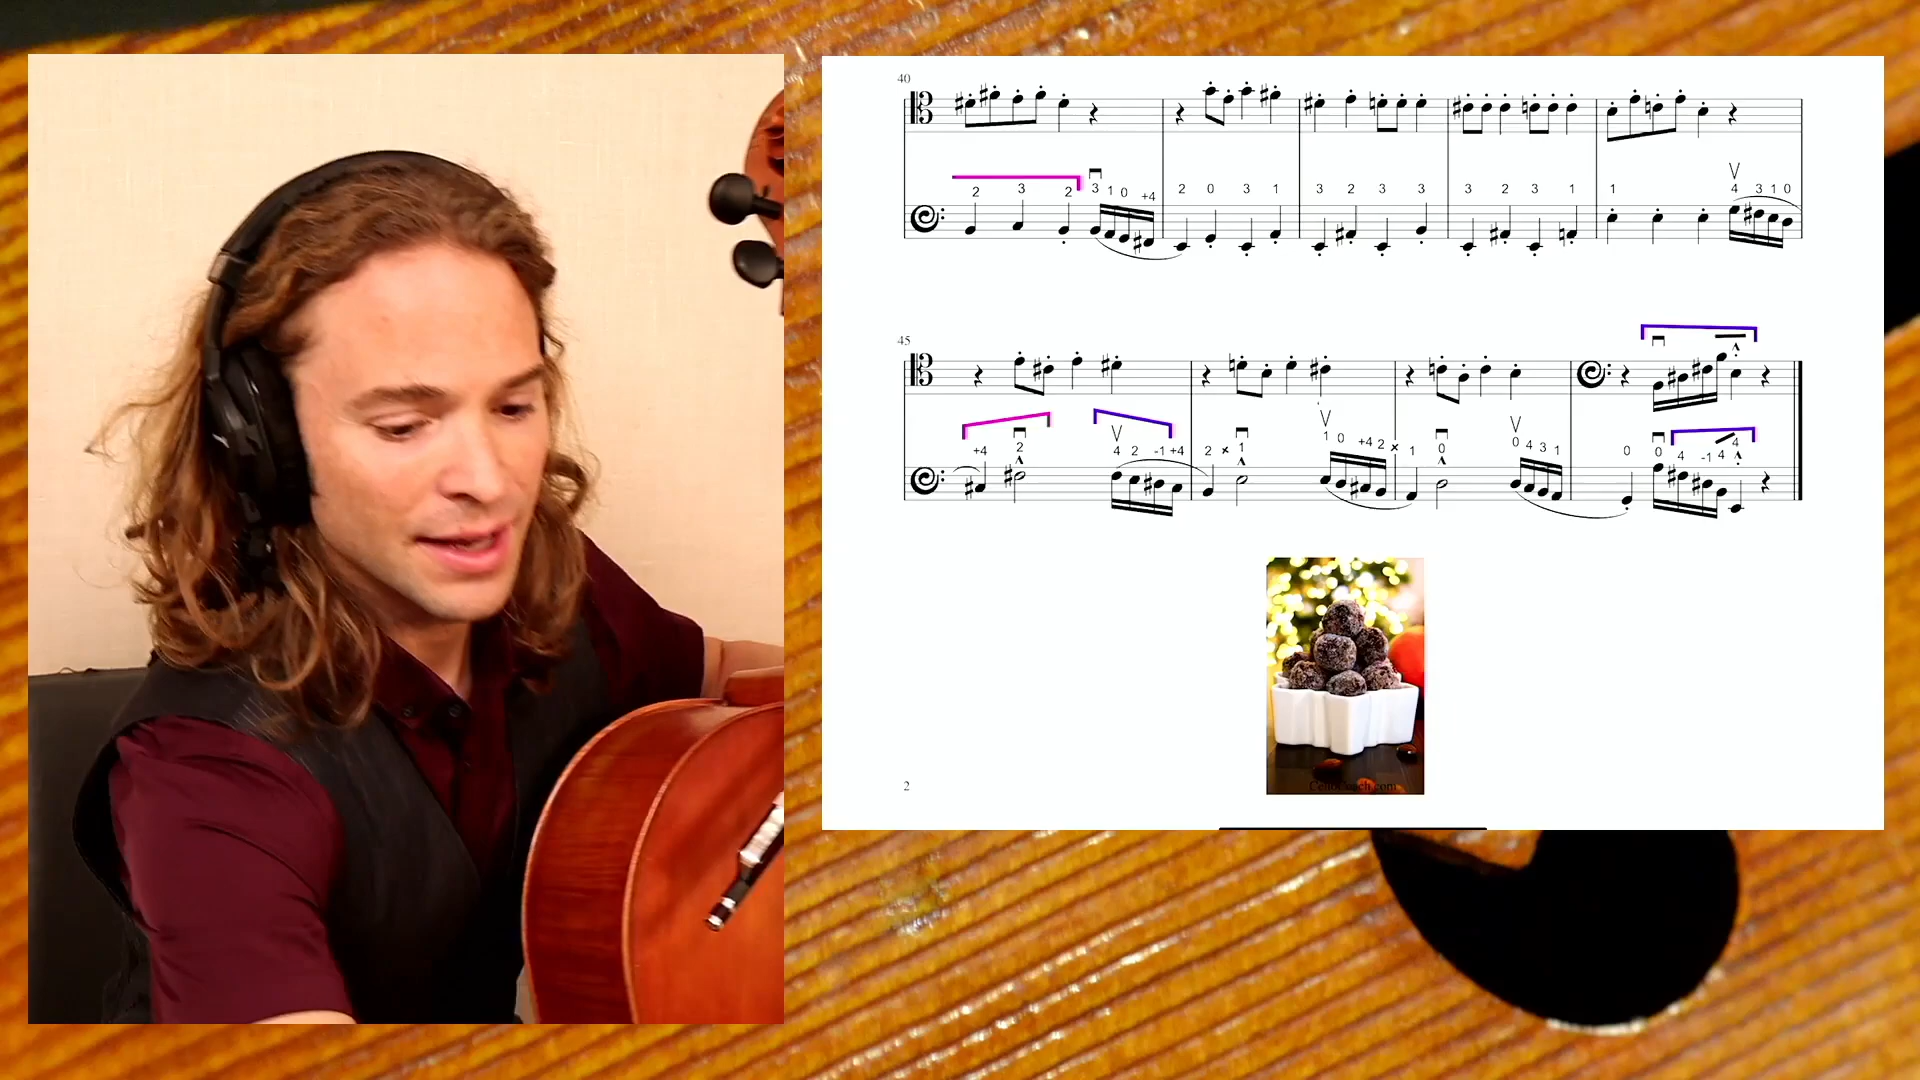 40
2 3 2 3 1 0 +4 2 0 3 1 3 2 3 3 3 2 3 1 1 4 3 1 0
45
+4 2 4 2 -1 +4 2 x 1 1 0 +4 2 x 1 0 0 4 3 1 0 0 4 -1 4 4
2
CelloCoach.com